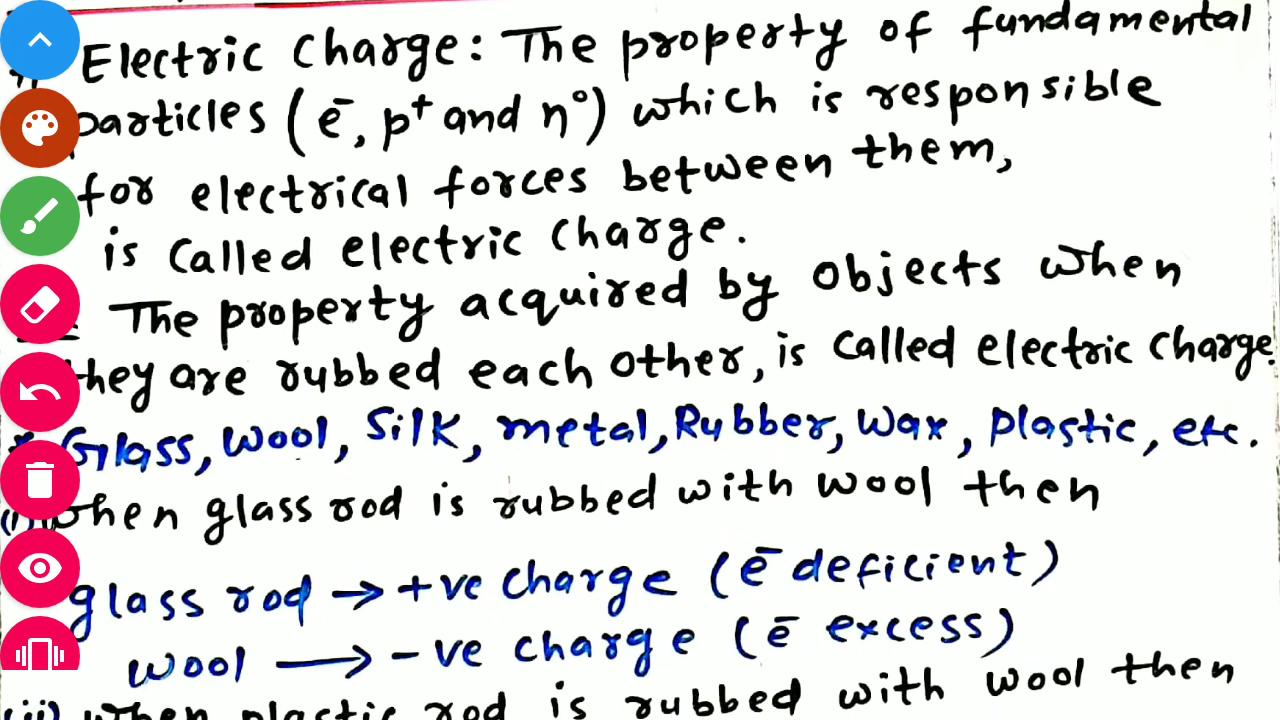 Electric Charge: The property of fundamental
particles (e⁻, p⁺ and n°) which is responsible
for electrical forces between them,
is called electric charge.
The property acquired by objects when
they are rubbed each other, is called electric charge.
* Glass, wool, Silk, metal, Rubber, wax, plastic, etc.
(i) when glass rod is rubbed with wool then
glass rod → +ve charge (e⁻ deficient)
wool ⟶ -ve charge (e⁻ excess)
(ii) when plastic rod is rubbed with wool then